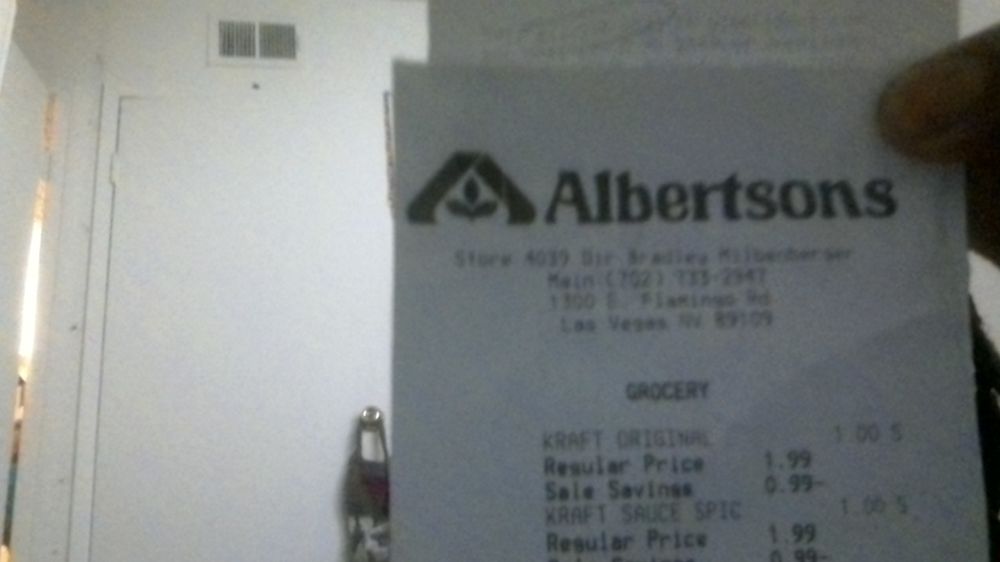 Albertsons
Store 4039 Dir Bradley Milbenberger
Main:(702) 733-2947
1300 E. Flamingo Rd
Las Vegas NV 89109
GROCERY
KRAFT ORIGINAL 1.00 S
Regular Price 1.99
Sale Savings 0.99-
KRAFT SAUCE SPIC 1.00 S
Regular Price 1.99
Sale Savings 0.99-